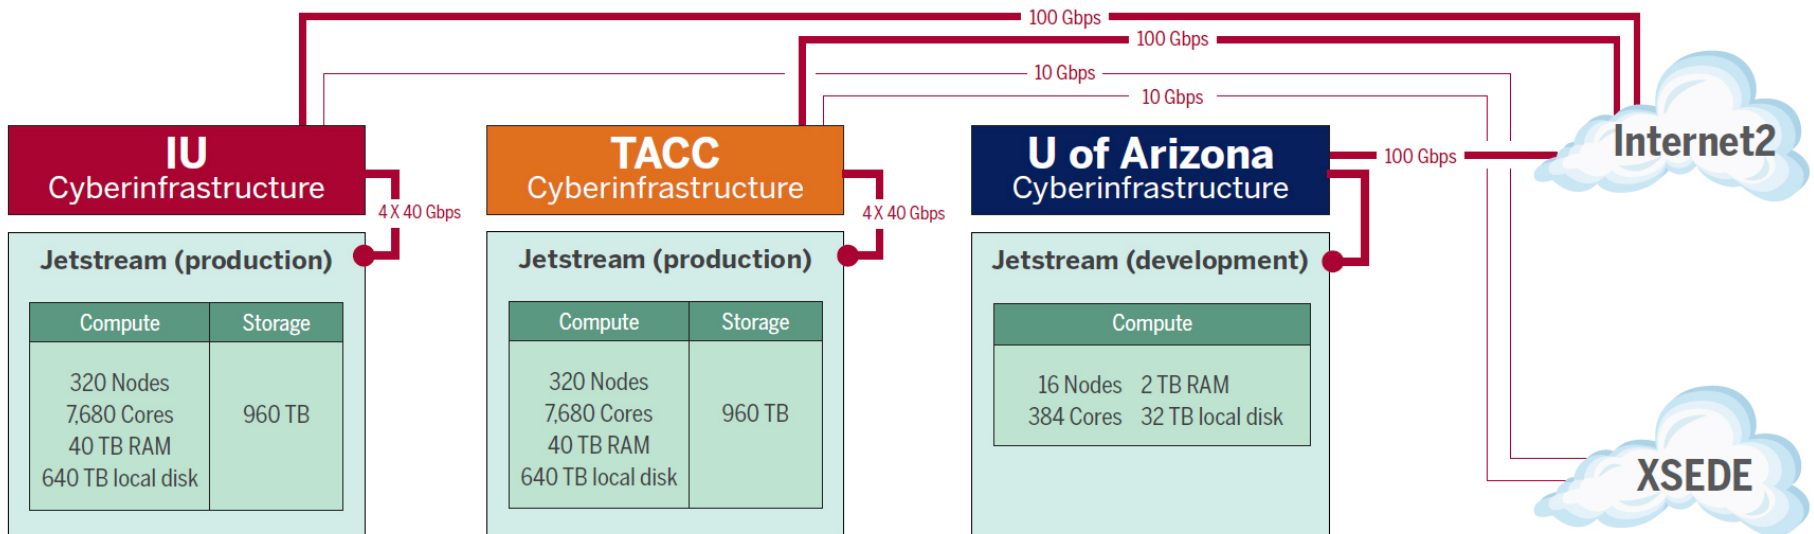 100 Gbps
100 Gbps
10 Gbps
10 Gbps
IU
Cyberinfrastructure
4 X 40 Gbps
Jetstream (production)
Compute
Storage
320 Nodes
7,680 Cores
40 TB RAM
640 TB local disk
960 TB
TACC
Cyberinfrastructure
4 X 40 Gbps
Jetstream (production)
Compute
Storage
320 Nodes
7,680 Cores
40 TB RAM
640 TB local disk
960 TB
U of Arizona
Cyberinfrastructure
100 Gbps
Jetstream (development)
Compute
16 Nodes 2 TB RAM
384 Cores 32 TB local disk
Internet2
XSEDE